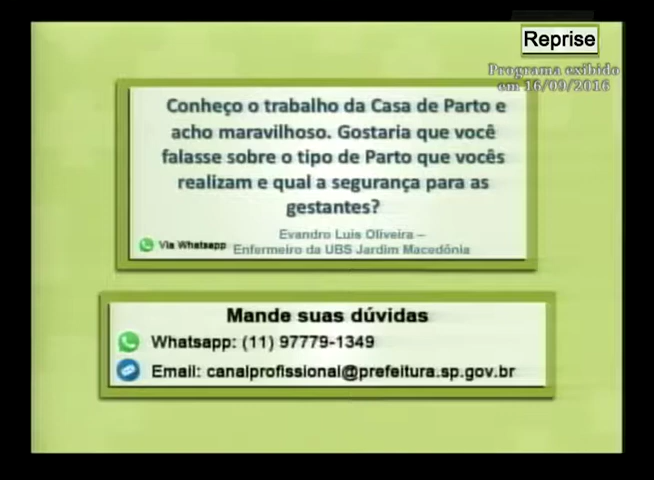 Reprise
Programa exibido
em 16/09/2016
Conheço o trabalho da Casa de Parto e
acho maravilhoso. Gostaria que você
falasse sobre o tipo de Parto que vocês
realizam e qual a segurança para as
gestantes?
Evandro Luis Oliveira –
Via Whatsapp Enfermeiro da UBS Jardim Macedônia
Mande suas dúvidas
Whatsapp: (11) 97779-1349
Email: canalprofissional@prefeitura.sp.gov.br